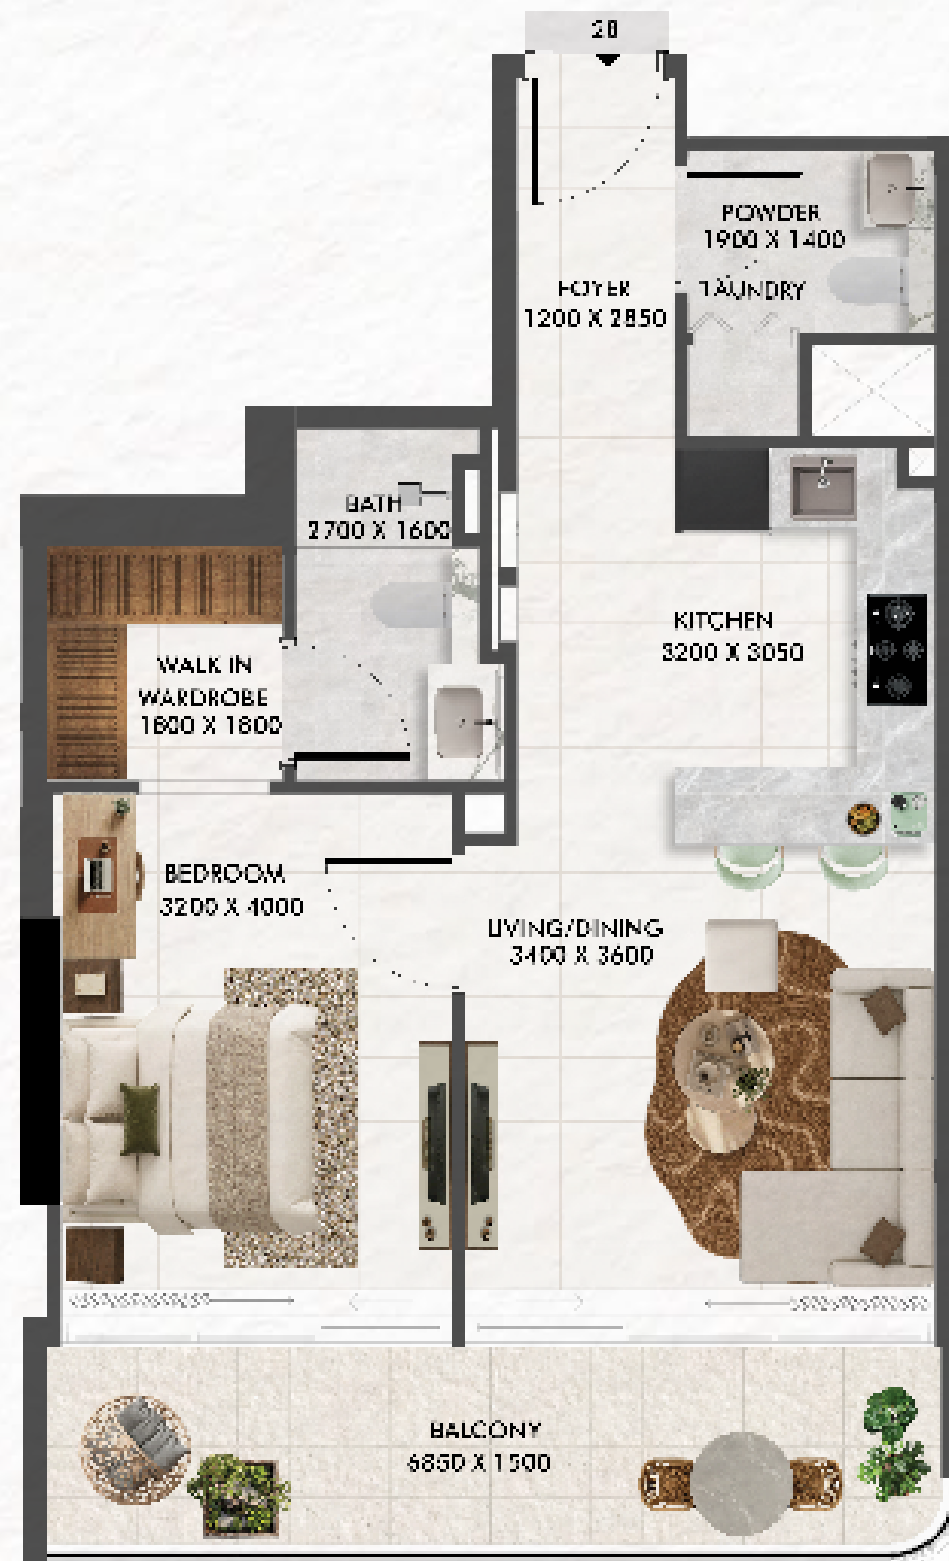 28
POWDER
1900 X 1400
FOYER
1200 X 2850
LAUNDRY
BATH
2700 X 1600
KITCHEN
3200 X 3050
WALK IN
WARDROBE
1800 X 1800
BEDROOM
3200 X 4000
LIVING/DINING
3400 X 3600
BALCONY
6850 X 1500